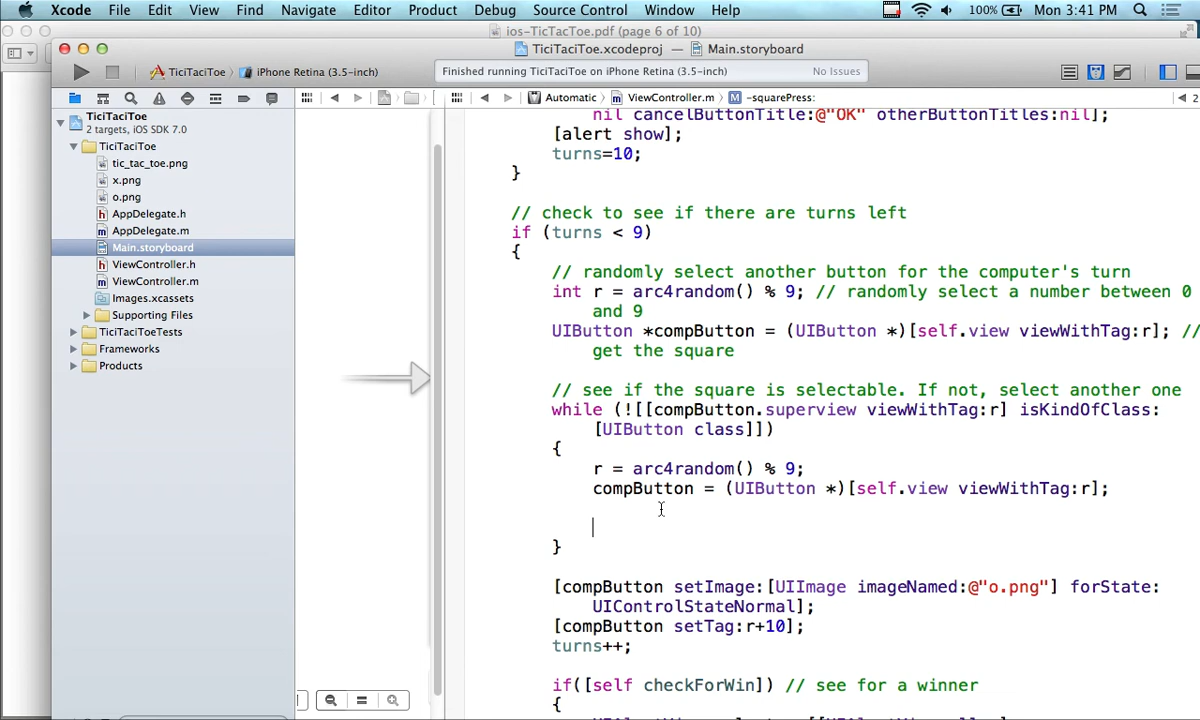 Xcode File Edit View Find Navigate Editor Product Debug Source Control Window Help 100% Mon 3:41 PM
ios-TicTacToe.pdf (page 6 of 10)
TiciTaciToe.xcodeproj — Main.storyboard
TiciTaciToe iPhone Retina (3.5-inch) Finished running TiciTaciToe on iPhone Retina (3.5-inch) No Issues
Automatic ViewController.m M -squarePress: 2
TiciTaciToe
2 targets, iOS SDK 7.0
TiciTaciToe
tic_tac_toe.png
x.png
o.png
h AppDelegate.h
m AppDelegate.m
Main.storyboard
h ViewController.h
m ViewController.m
Images.xcassets
Supporting Files
TiciTaciToeTests
Frameworks
Products
nil cancelButtonTitle:@"OK" otherButtonTitles:nil];
[alert show];
turns=10;
}
// check to see if there are turns left
if (turns < 9)
{
// randomly select another button for the computer's turn
int r = arc4random() % 9; // randomly select a number between 0
and 9
UIButton *compButton = (UIButton *)[self.view viewWithTag:r]; //
get the square
// see if the square is selectable. If not, select another one
while (![[compButton.superview viewWithTag:r] isKindOfClass:
[UIButton class]])
{
r = arc4random() % 9;
compButton = (UIButton *)[self.view viewWithTag:r];
}
[compButton setImage:[UIImage imageNamed:@"o.png"] forState:
UIControlStateNormal];
[compButton setTag:r+10];
turns++;
if([self checkForWin]) // see for a winner
{